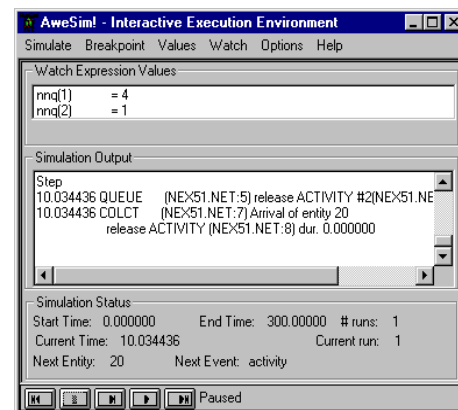 AweSim! - Interactive Execution Environment
Simulate Breakpoint Values Watch Options Help
Watch Expression Values
nnq(1) = 4
nnq(2) = 1
Simulation Output
Step
10.034436 QUEUE (NEX51.NET:5) release ACTIVITY #2(NEX51.NE
10.034436 COLCT (NEX51.NET:7) Arrival of entity 20
release ACTIVITY (NEX51.NET:8) dur. 0.000000
Simulation Status
Start Time: 0.000000 End Time: 300.00000 # runs: 1
Current Time: 10.034436 Current run: 1
Next Entity: 20 Next Event: activity
Paused